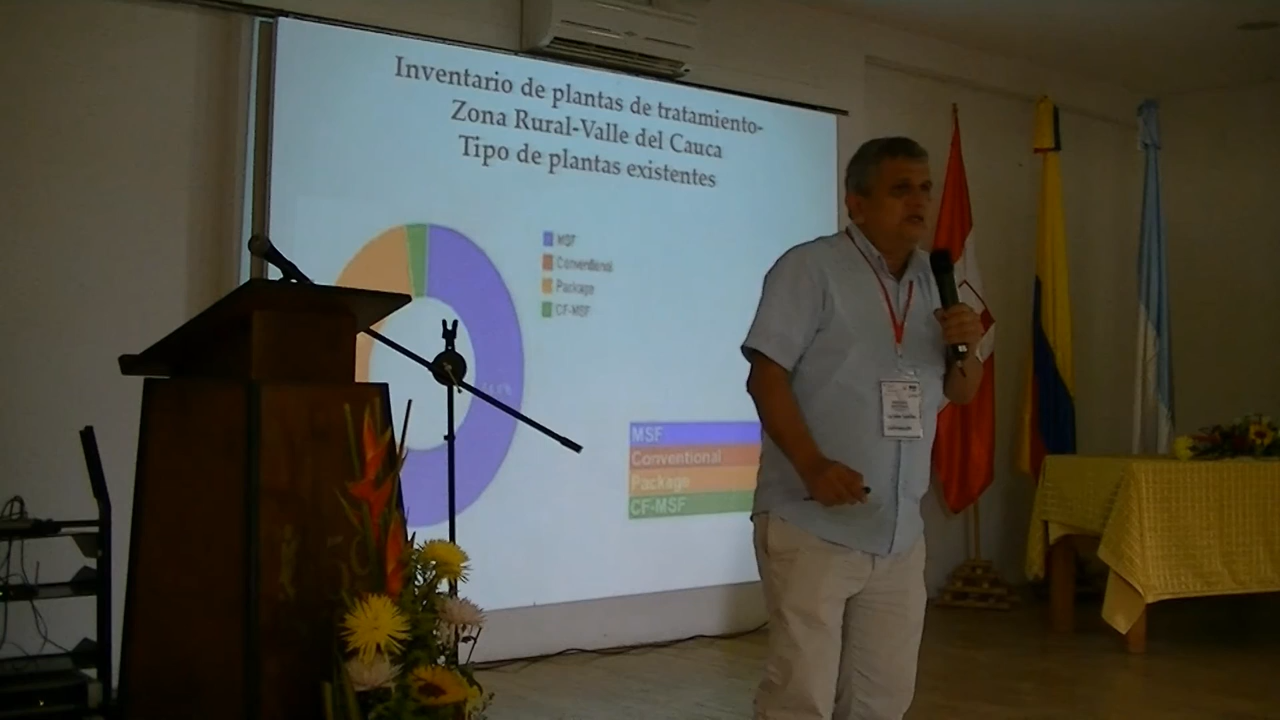 Inventario de plantas de tratamiento-
Zona Rural-Valle del Cauca
Tipo de plantas existentes
MSF
Conventional
Package
CF-MSF
MSF
Conventional
Package
CF-MSF